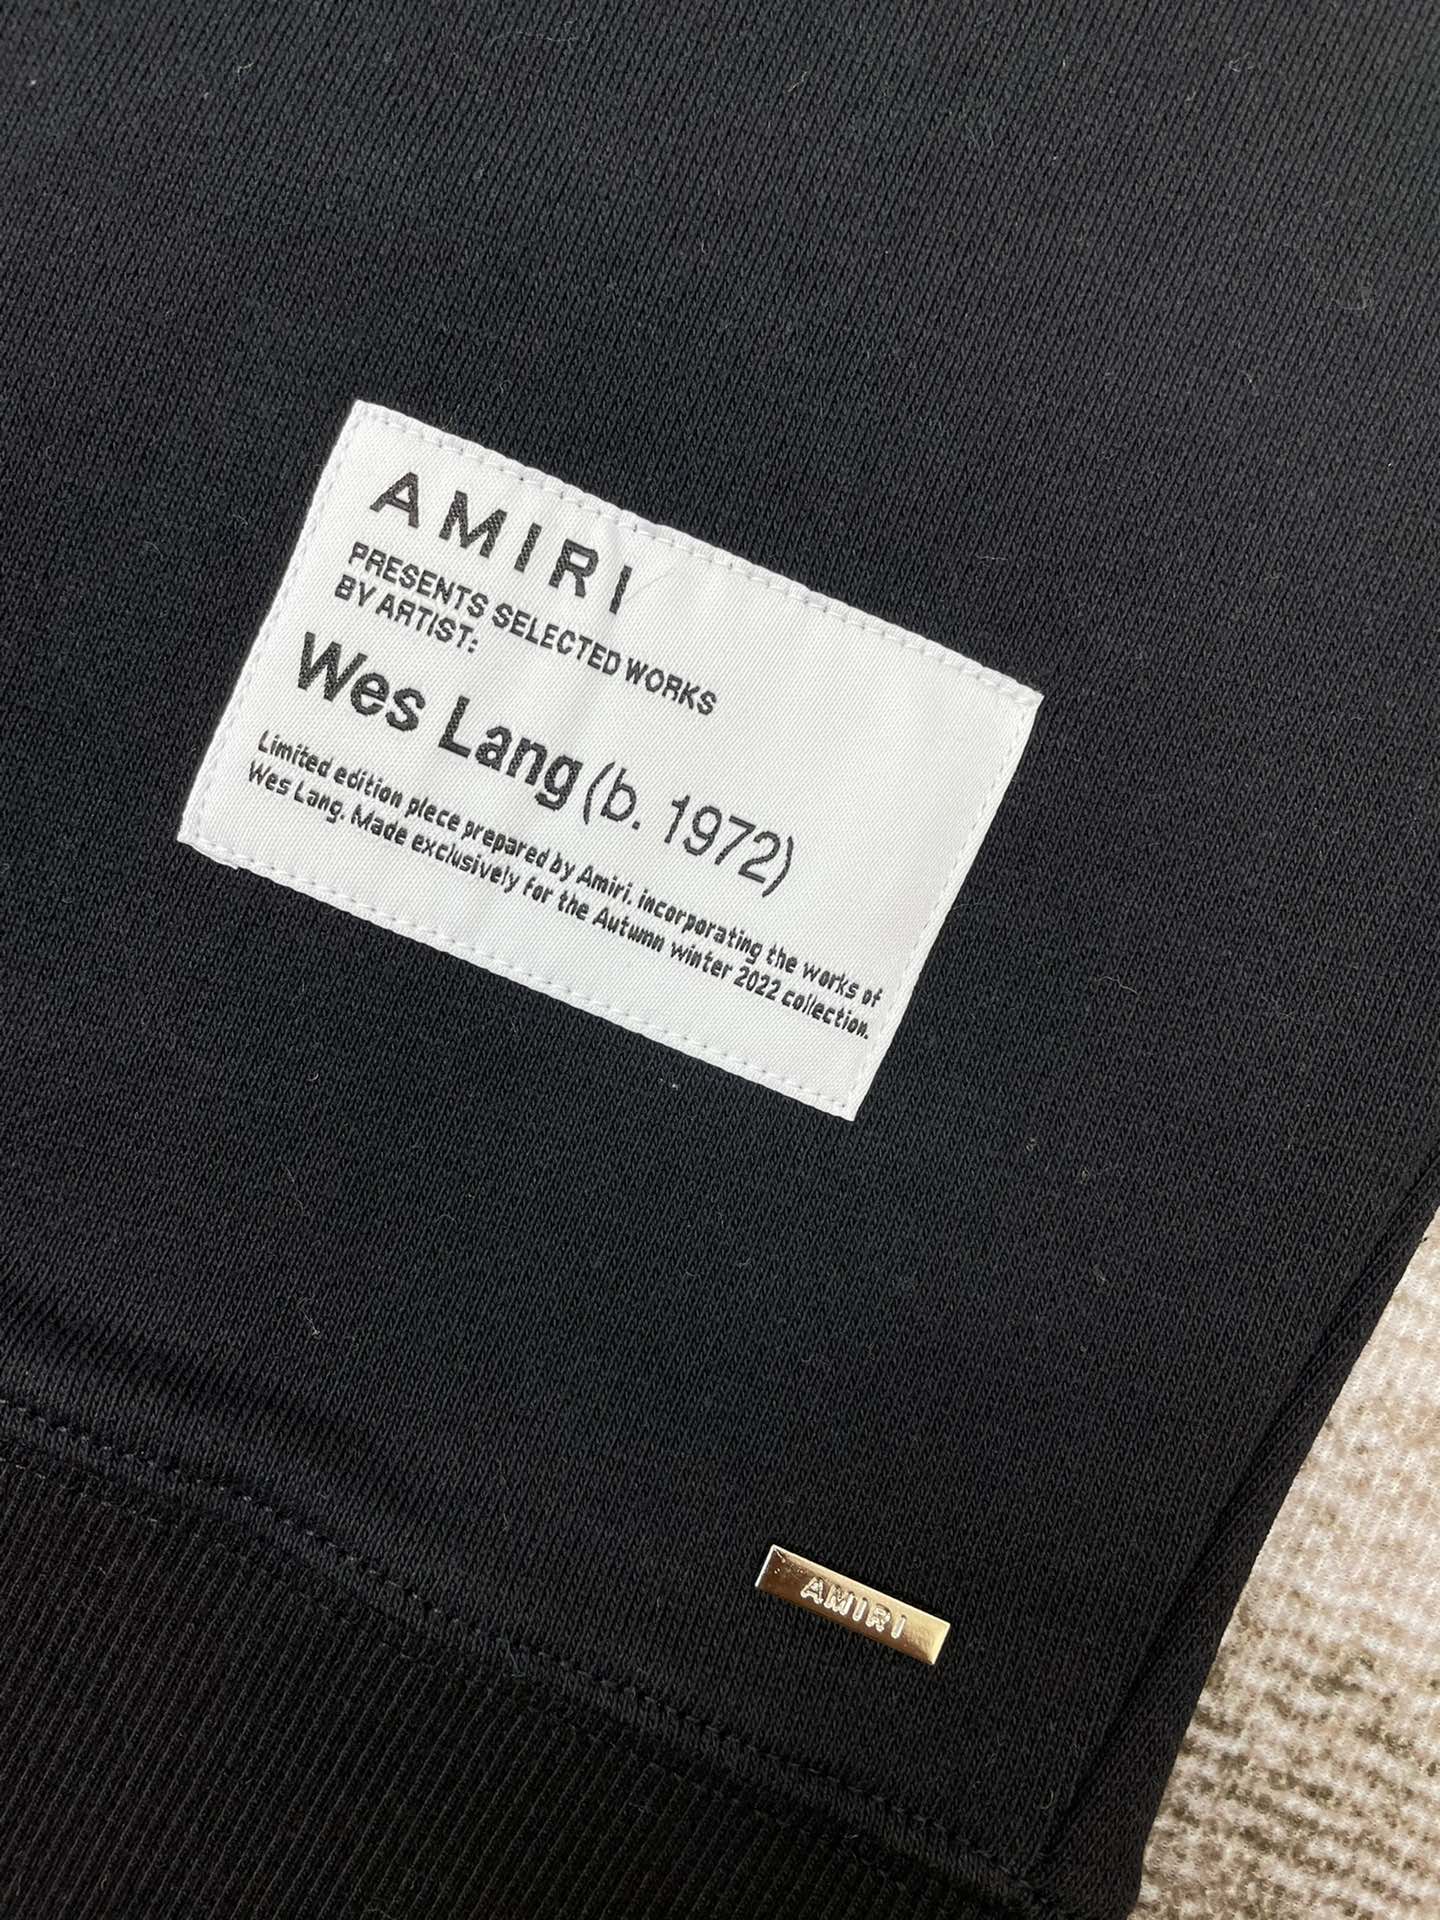 AMIRI
PRESENTS SELECTED WORKS
BY ARTIST:
Wes Lang (b. 1972)
Limited edition piece prepared by Amiri, incorporating the works of
Wes Lang. Made exclusively for the Autumn winter 2022 collection.
AMIRI